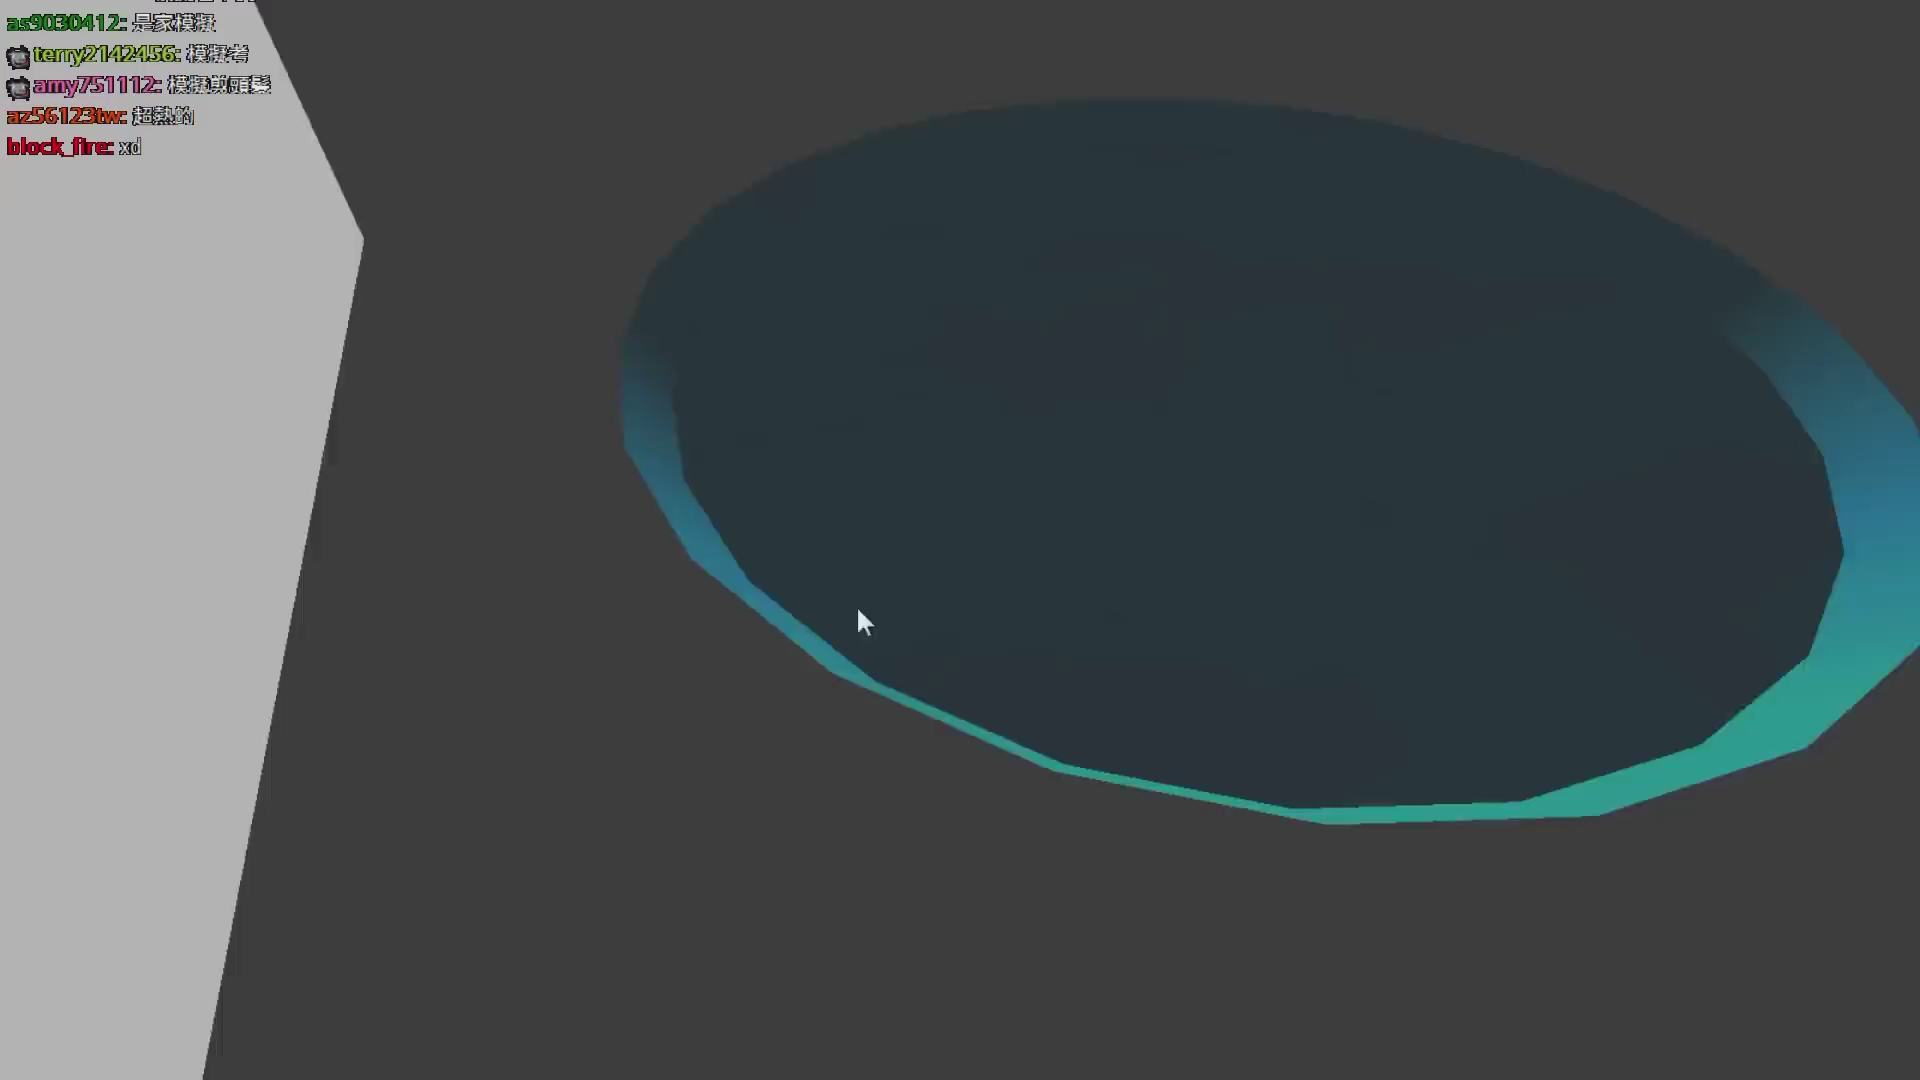 as9030412: 是家模擬
terry2142456: 模擬考
amy751112: 模擬剪頭髮
az56123tw: 超熱的
block_fire: xd